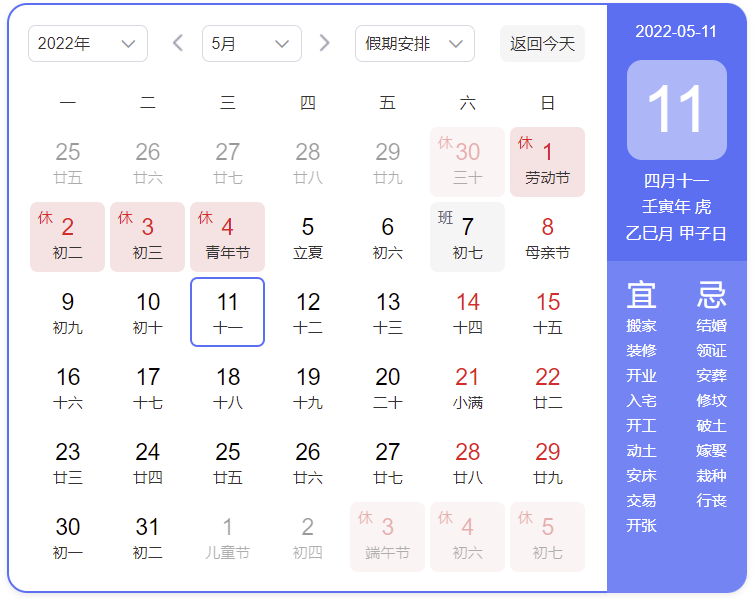 2022年 5月 假期安排 返回今天
一 二 三 四 五 六 日
25 26 27 28 29 休 30 休 1
廿五 廿六 廿七 廿八 廿九 三十 劳动节
休 2 休 3 休 4 5 6 班 7 8
初二 初三 青年节 立夏 初六 初七 母亲节
9 10 11 12 13 14 15
初九 初十 十一 十二 十三 十四 十五
16 17 18 19 20 21 22
十六 十七 十八 十九 二十 小满 廿二
23 24 25 26 27 28 29
廿三 廿四 廿五 廿六 廿七 廿八 廿九
30 31 1 2 休 3 休 4 休 5
初一 初二 儿童节 初四 端午节 初六 初七
2022-05-11
11
四月十一
壬寅年 虎
乙巳月 甲子日
宜 忌
搬家 结婚
装修 领证
开业 安葬
入宅 修坟
开工 破土
动土 嫁娶
安床 栽种
交易 行丧
开张